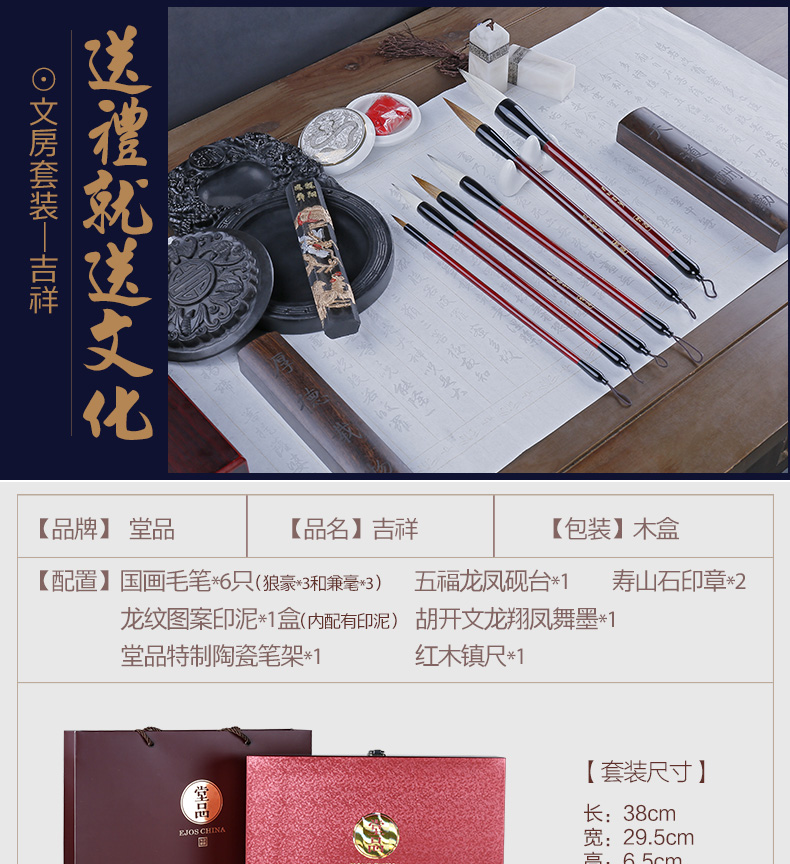 送禮就送文化
⊙文房套装—吉祥
【品牌】 堂品
【品名】吉祥
【包装】木盒
【配置】国画毛笔*6只(狼豪*3和兼毫*3) 五福龙凤砚台*1 寿山石印章*2
龙纹图案印泥*1盒(内配有印泥) 胡开文龙翔凤舞墨*1
堂品特制陶瓷笔架*1 红木镇尺*1
堂品
EJOS CHINA
【套装尺寸】
长：38cm
宽：29.5cm
高：6.5cm